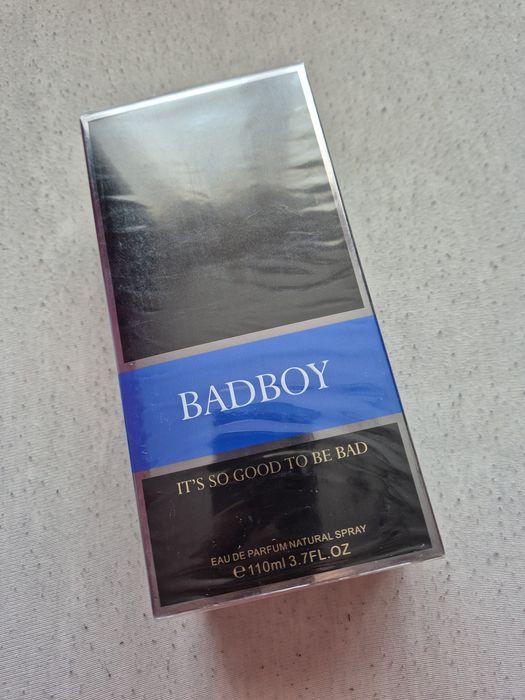 BADBOY
IT'S SO GOOD TO BE BAD
EAU DE PARFUM NATURAL SPRAY
℮110ml 3.7FL.OZ